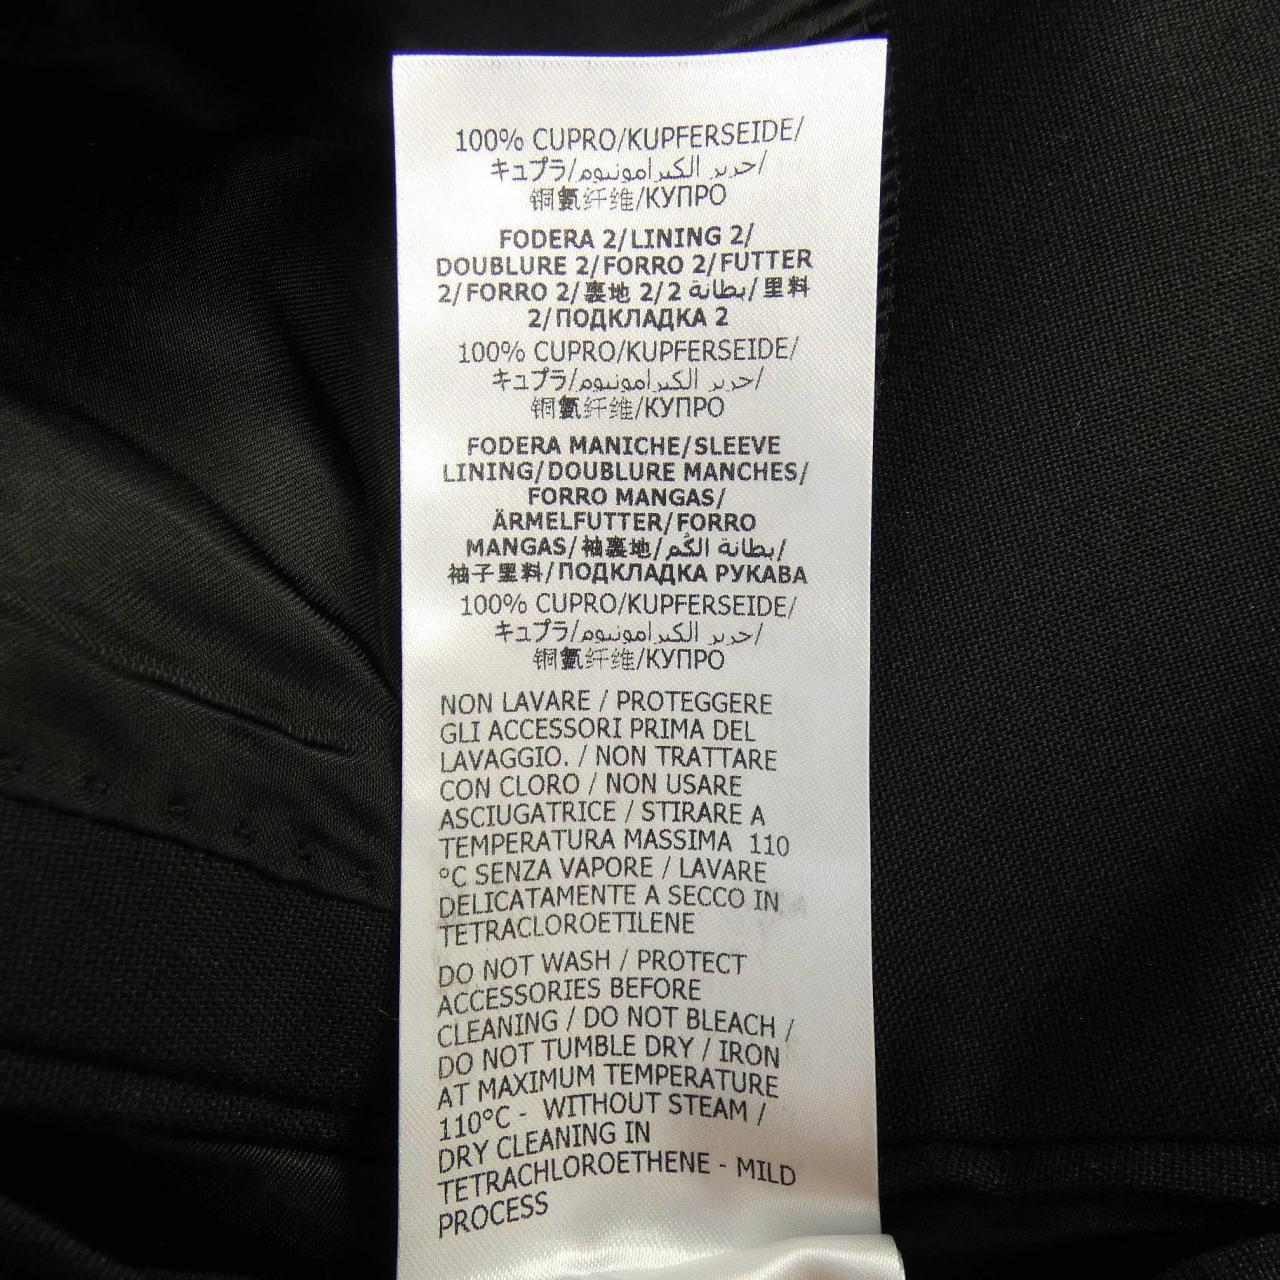 100% CUPRO/KUPFERSEIDE/
キュプラ/حرير الكبرامونيوم/
铜氨纤维/КУПРО
FODERA 2/LINING 2/
DOUBLURE 2/FORRO 2/FUTTER
2/FORRO 2/裏地 2/2 بطانة/里料
2/ПОДКЛАДКА 2
100% CUPRO/KUPFERSEIDE/
キュプラ/حرير الكبرامونيوم/
铜氨纤维/КУПРО
FODERA MANICHE/SLEEVE
LINING/DOUBLURE MANCHES/
FORRO MANGAS/
ÄRMELFUTTER/FORRO
MANGAS/袖裏地/بطانة الكُم/
袖子里料/ПОДКЛАДКА РУКАВА
100% CUPRO/KUPFERSEIDE/
キュプラ/حرير الكبرامونيوم/
铜氨纤维/КУПРО
NON LAVARE / PROTEGGERE
GLI ACCESSORI PRIMA DEL
LAVAGGIO. / NON TRATTARE
CON CLORO / NON USARE
ASCIUGATRICE / STIRARE A
TEMPERATURA MASSIMA 110
°C SENZA VAPORE / LAVARE
DELICATAMENTE A SECCO IN
TETRACLOROETILENE
DO NOT WASH / PROTECT
ACCESSORIES BEFORE
CLEANING / DO NOT BLEACH /
DO NOT TUMBLE DRY / IRON
AT MAXIMUM TEMPERATURE
110°C - WITHOUT STEAM /
DRY CLEANING IN
TETRACHLOROETHENE - MILD
PROCESS